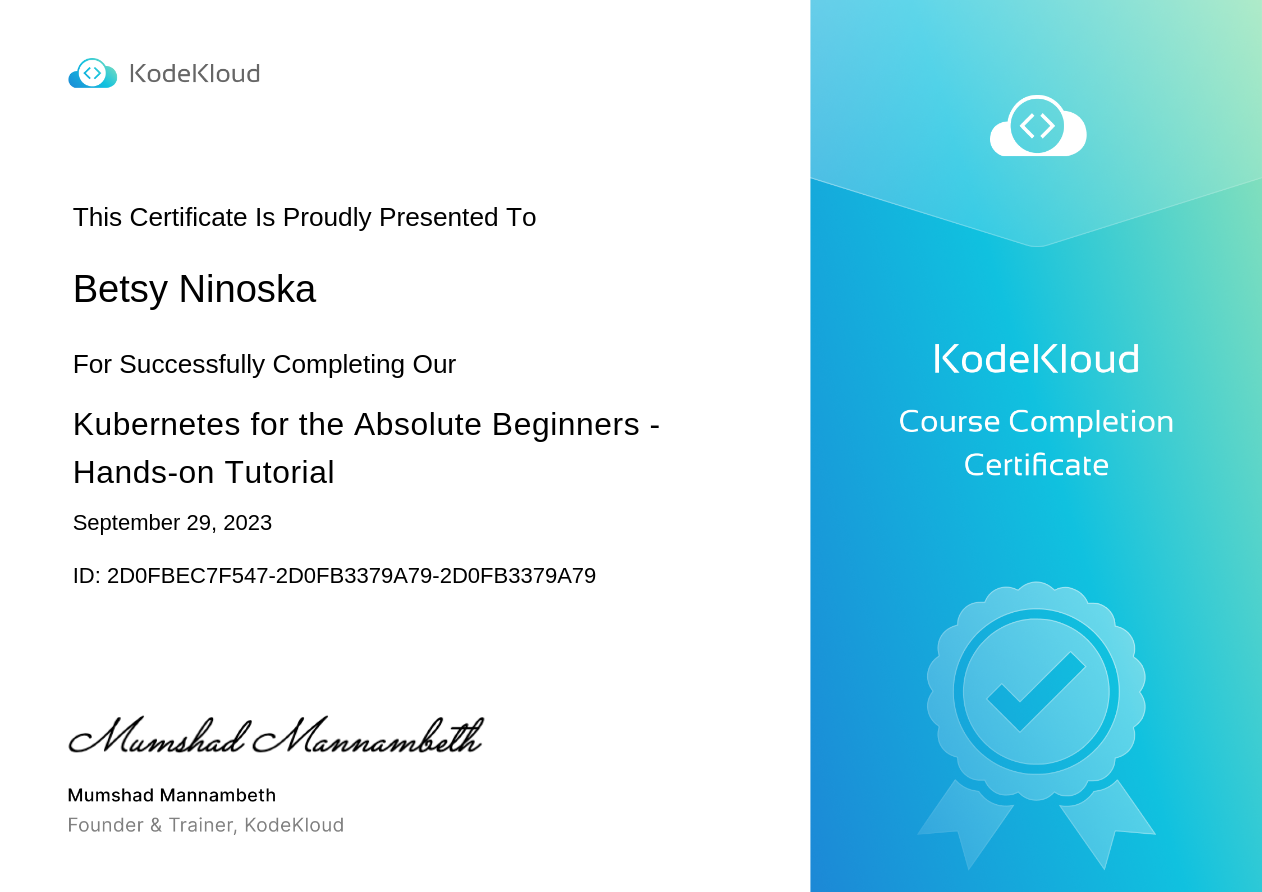 KodeKloud
This Certificate Is Proudly Presented To
Betsy Ninoska
For Successfully Completing Our
Kubernetes for the Absolute Beginners -
Hands-on Tutorial
September 29, 2023
ID: 2D0FBEC7F547-2D0FB3379A79-2D0FB3379A79
Mumshad Mannambeth
Mumshad Mannambeth
Founder & Trainer, KodeKloud
KodeKloud
Course Completion
Certificate